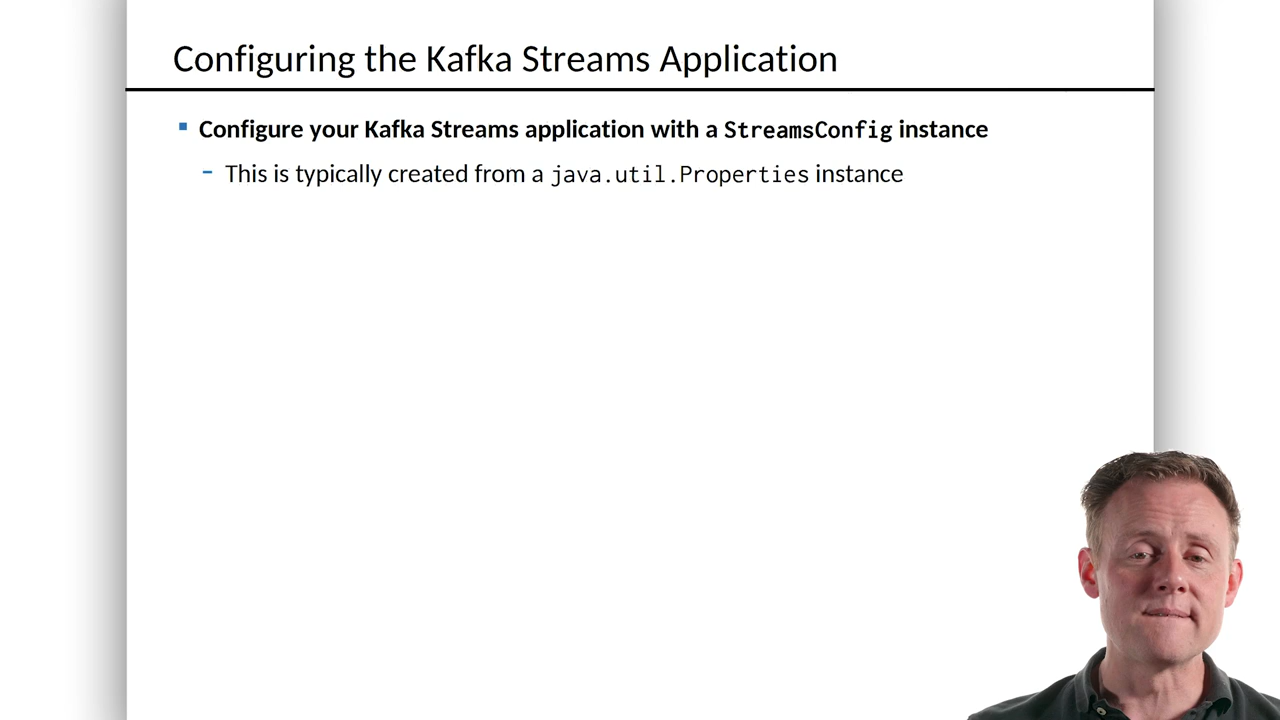 Configuring the Kafka Streams Application
Configure your Kafka Streams application with a StreamsConfig instance
This is typically created from a java.util.Properties instance